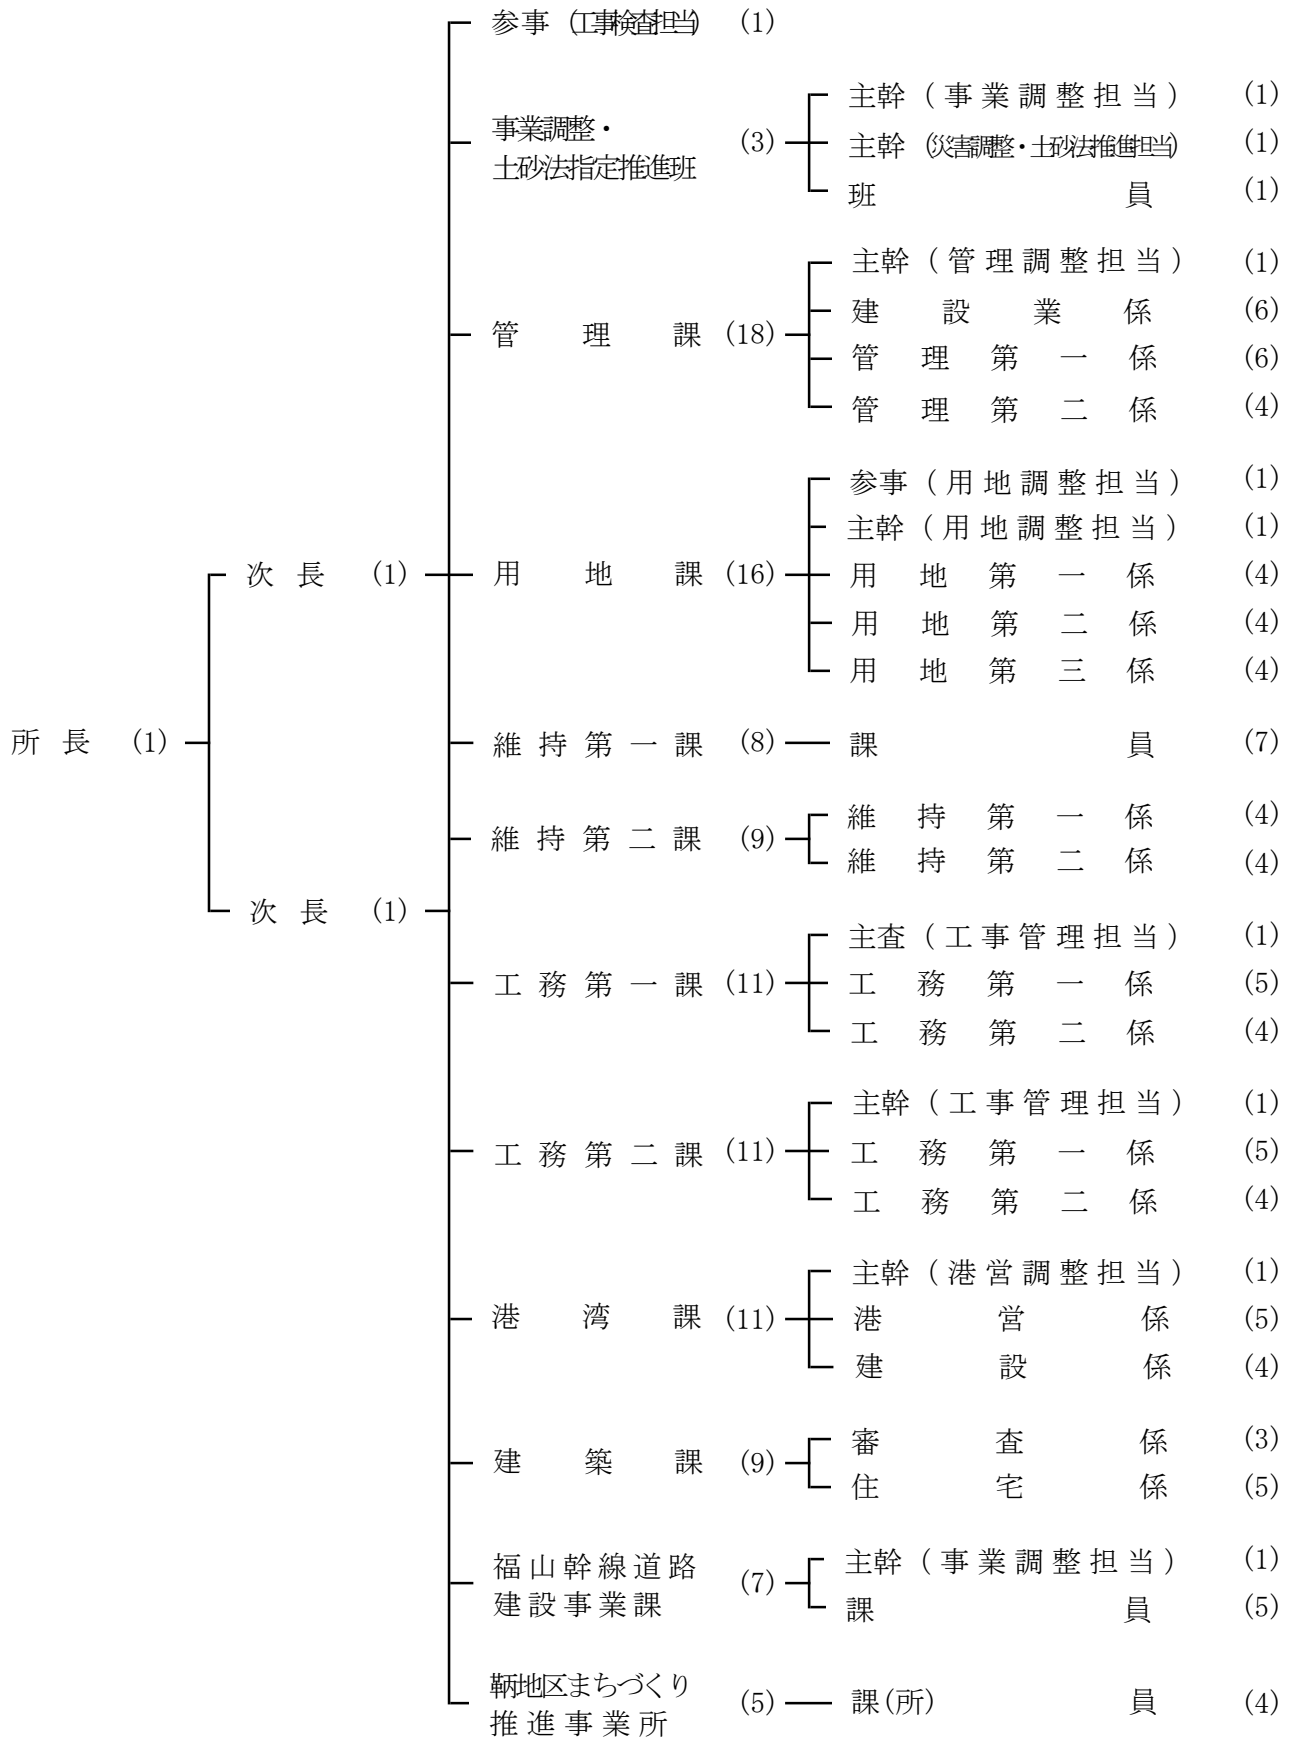 参事（工事検査担当） (1)
事業調整・
土砂法指定推進班 (3)
主幹（事業調整担当） (1)
主幹（災害調整・土砂法推進担当） (1)
班員 (1)
管理課 (18)
主幹（管理調整担当） (1)
建設業係 (6)
管理第一係 (6)
管理第二係 (4)
所長 (1)
次長 (1)
用地課 (16)
参事（用地調整担当） (1)
主幹（用地調整担当） (1)
用地第一係 (4)
用地第二係 (4)
用地第三係 (4)
維持第一課 (8)
課員 (7)
維持第二課 (9)
維持第一係 (4)
維持第二係 (4)
次長 (1)
工務第一課 (11)
主査（工事管理担当） (1)
工務第一係 (5)
工務第二係 (4)
工務第二課 (11)
主幹（工事管理担当） (1)
工務第一係 (5)
工務第二係 (4)
港湾課 (11)
主幹（港営調整担当） (1)
港営係 (5)
建設係 (4)
建築課 (9)
審査係 (3)
住宅係 (5)
福山幹線道路
建設事業課 (7)
主幹（事業調整担当） (1)
課員 (5)
鞆地区まちづくり
推進事業所 (5)
課(所)員 (4)